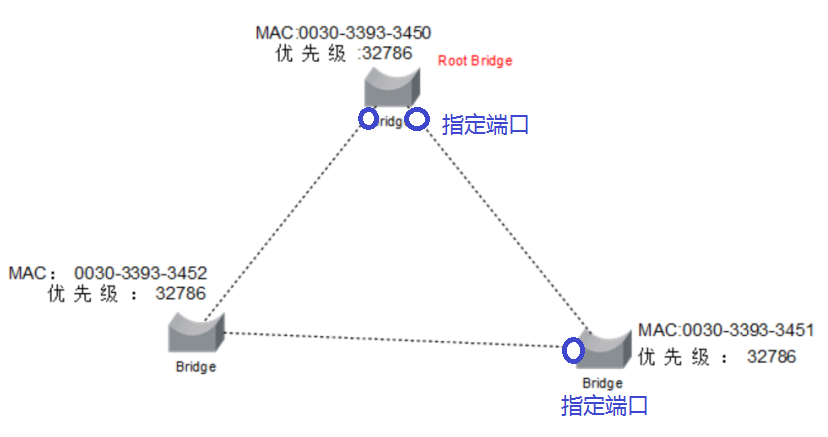 MAC:0030-3393-3450
优 先 级 :32786
Root Bridge
ridg
指定端口
MAC： 0030-3393-3452
优 先 级 ： 32786
Bridge
MAC:0030-3393-3451
优 先 级 ： 32786
Bridge
指定端口